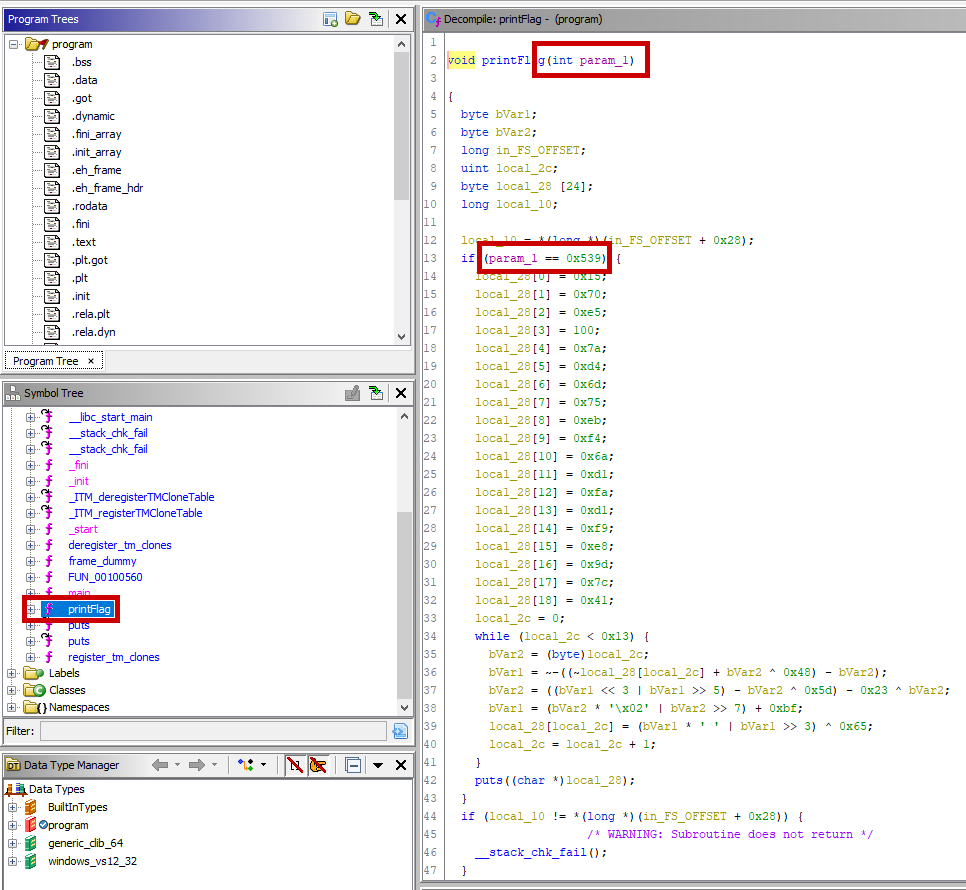 Program Trees
program
.bss
.data
.got
.dynamic
.fini_array
.init_array
.eh_frame
.eh_frame_hdr
.rodata
.fini
.text
.plt.got
.plt
.init
.rela.plt
.rela.dyn
Program Tree ×
Symbol Tree
__libc_start_main
__stack_chk_fail
__stack_chk_fail
_fini
_init
_ITM_deregisterTMCloneTable
_ITM_registerTMCloneTable
_start
deregister_tm_clones
frame_dummy
FUN_00100560
main
printFlag
puts
puts
register_tm_clones
Labels
Classes
Namespaces
Filter:
Data Type Manager
Data Types
BuiltInTypes
program
generic_clib_64
windows_vs12_32
Decompile: printFlag - (program)
1
2 void printFlag(int param_1)
3
4 {
5 byte bVar1;
6 byte bVar2;
7 long in_FS_OFFSET;
8 uint local_2c;
9 byte local_28 [24];
10 long local_10;
11
12 local_10 = *(long *)(in_FS_OFFSET + 0x28);
13 if (param_1 == 0x539) {
14 local_28[0] = 0x15;
15 local_28[1] = 0x70;
16 local_28[2] = 0xe5;
17 local_28[3] = 100;
18 local_28[4] = 0x7a;
19 local_28[5] = 0xd4;
20 local_28[6] = 0x6d;
21 local_28[7] = 0x75;
22 local_28[8] = 0xeb;
23 local_28[9] = 0xf4;
24 local_28[10] = 0x6a;
25 local_28[11] = 0xd1;
26 local_28[12] = 0xfa;
27 local_28[13] = 0xd1;
28 local_28[14] = 0xf9;
29 local_28[15] = 0xe8;
30 local_28[16] = 0x9d;
31 local_28[17] = 0x7c;
32 local_28[18] = 0x41;
33 local_2c = 0;
34 while (local_2c < 0x13) {
35 bVar2 = (byte)local_2c;
36 bVar1 = ~-((~local_28[local_2c] + bVar2 ^ 0x48) - bVar2);
37 bVar2 = ((bVar1 << 3 | bVar1 >> 5) - bVar2 ^ 0x5d) - 0x23 ^ bVar2;
38 bVar1 = (bVar2 * '\x02' | bVar2 >> 7) + 0xbf;
39 local_28[local_2c] = (bVar1 * ' ' | bVar1 >> 3) ^ 0x65;
40 local_2c = local_2c + 1;
41 }
42 puts((char *)local_28);
43 }
44 if (local_10 != *(long *)(in_FS_OFFSET + 0x28)) {
45 /* WARNING: Subroutine does not return */
46 __stack_chk_fail();
47 }